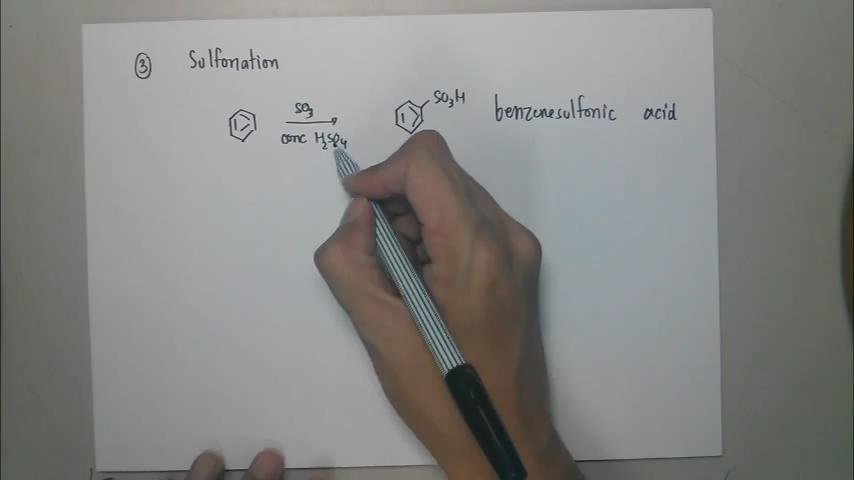 ③ Sulfonation
SO3
conc H2SO4
SO3H
benzenesulfonic acid